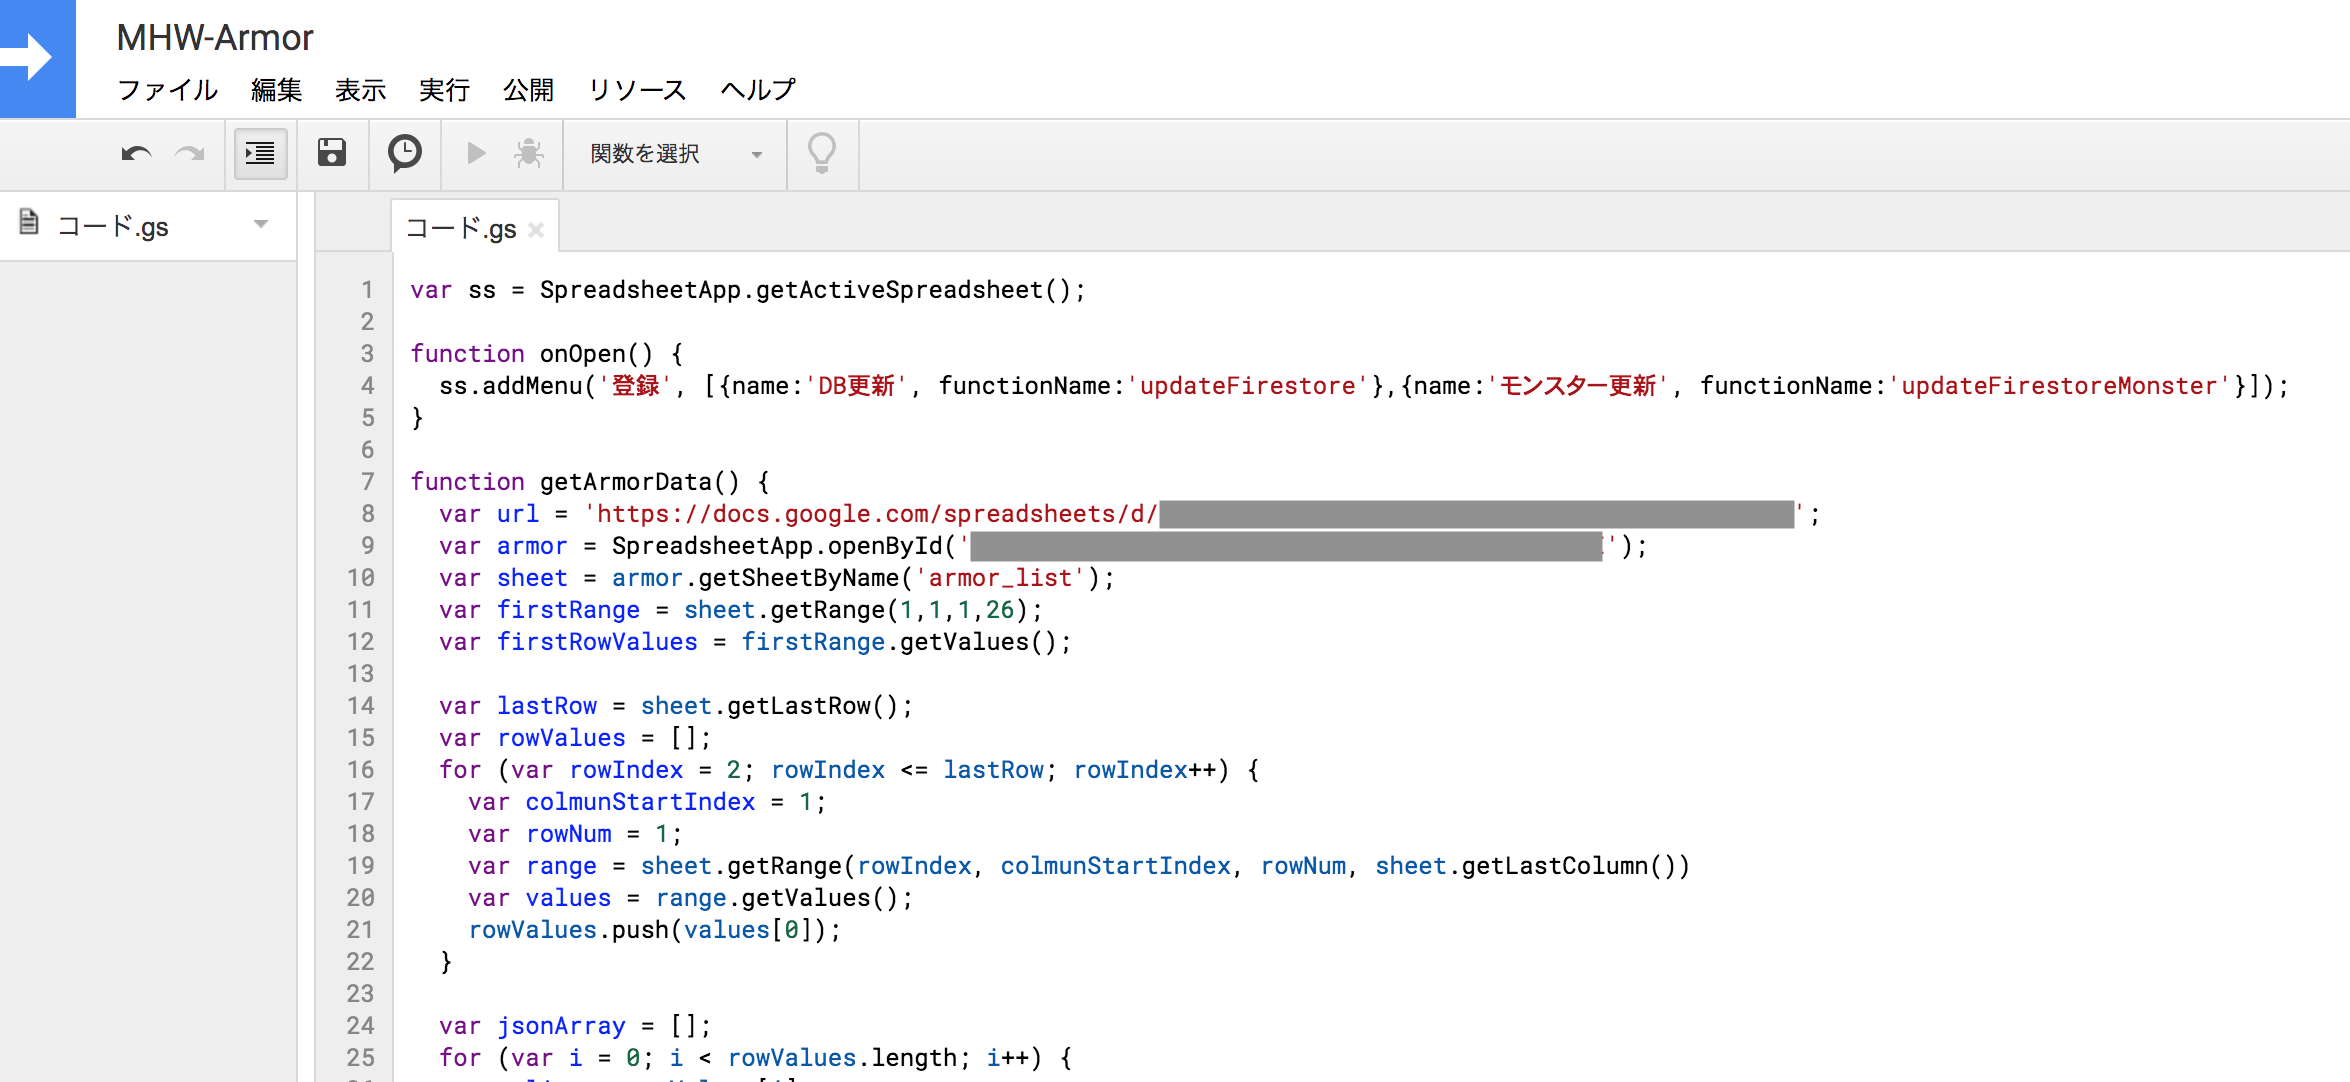 MHW-Armor
ファイル 編集 表示 実行 公開 リソース ヘルプ
関数を選択
コード.gs
コード.gs
1 var ss = SpreadsheetApp.getActiveSpreadsheet();
2
3 function onOpen() {
4 ss.addMenu('登録', [{name:'DB更新', functionName:'updateFirestore'},{name:'モンスター更新', functionName:'updateFirestoreMonster'}]);
5 }
6
7 function getArmorData() {
8 var url = 'https://docs.google.com/spreadsheets/d/';
9 var armor = SpreadsheetApp.openById('');
10 var sheet = armor.getSheetByName('armor_list');
11 var firstRange = sheet.getRange(1,1,1,26);
12 var firstRowValues = firstRange.getValues();
13
14 var lastRow = sheet.getLastRow();
15 var rowValues = [];
16 for (var rowIndex = 2; rowIndex <= lastRow; rowIndex++) {
17 var colmunStartIndex = 1;
18 var rowNum = 1;
19 var range = sheet.getRange(rowIndex, colmunStartIndex, rowNum, sheet.getLastColumn())
20 var values = range.getValues();
21 rowValues.push(values[0]);
22 }
23
24 var jsonArray = [];
25 for (var i = 0; i < rowValues.length; i++) {